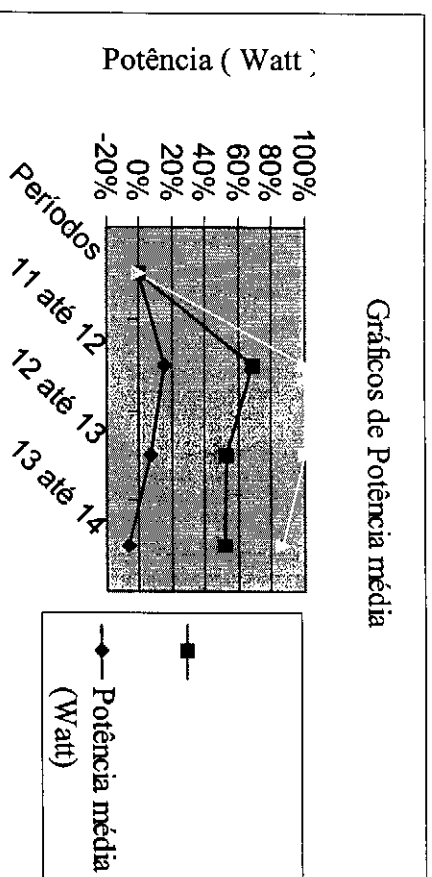 Gráficos de Potência média
Potência ( Watt )
100%
80%
60%
40%
20%
0%
-20%
Períodos
11 até 12
12 até 13
13 até 14
Potência média
(Watt)